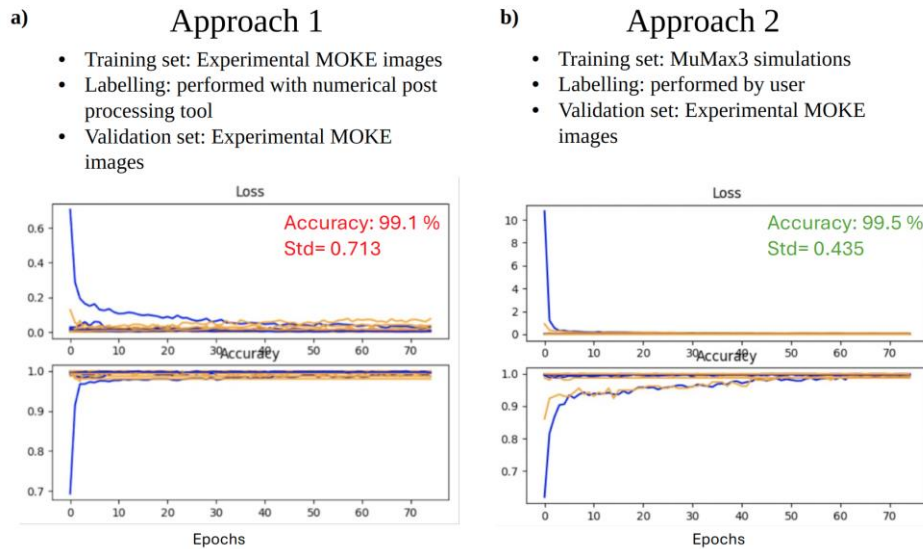 a)
Approach 1
• Training set: Experimental MOKE images
• Labelling: performed with numerical post
processing tool
• Validation set: Experimental MOKE
images
Loss
Accuracy: 99.1 %
Std= 0.713
0.6
0.4
0.2
0.0
0 10 20 30 40 50 60 70
Accuracy
1.0
0.9
0.8
0.7
0 10 20 30 40 50 60 70
Epochs
b)
Approach 2
• Training set: MuMax3 simulations
• Labelling: performed by user
• Validation set: Experimental MOKE
images
Loss
Accuracy: 99.5 %
Std= 0.435
10
8
6
4
2
0
0 10 20 30 40 50 60 70
Accuracy
1.0
0.9
0.8
0.7
0 10 20 30 40 50 60 70
Epochs